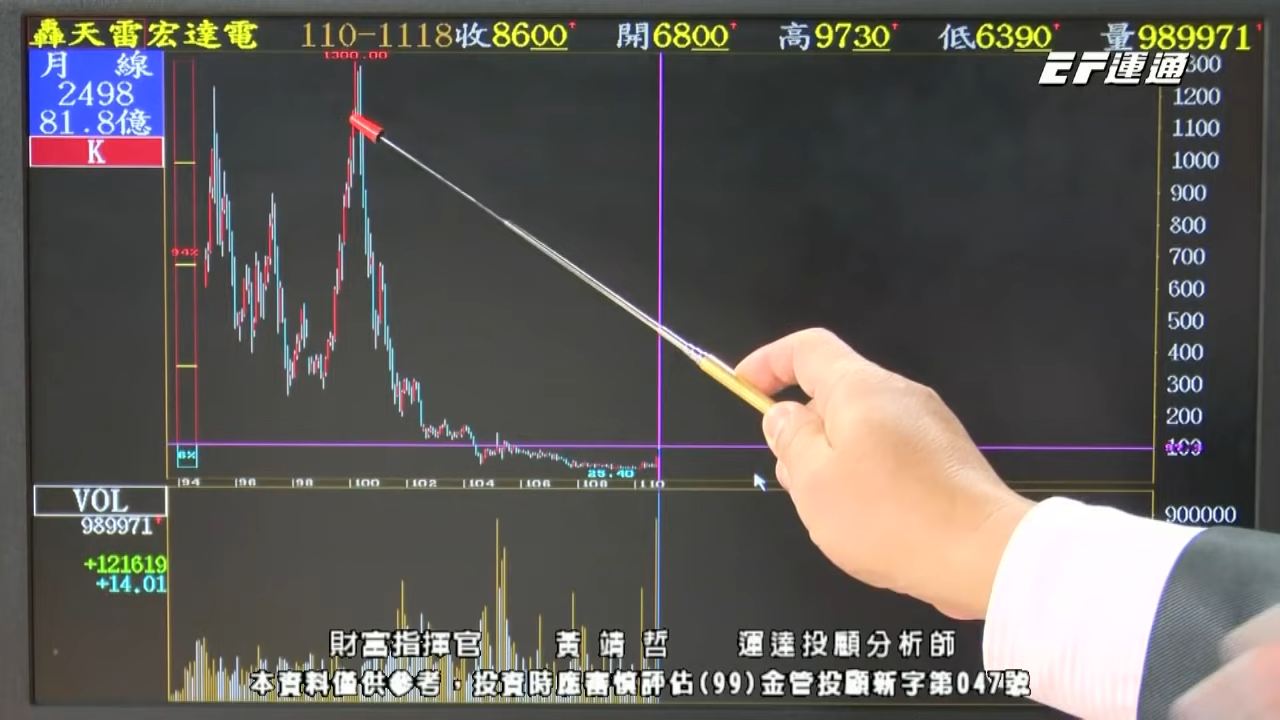 轟天雷宏達電 110-1118收8600↑ 開6800↑ 高9730↑ 低6390↑ 量989971↑
月 線
2498
81.8億
K
EF運通
1300.00
300
1200
1100
1000
900
800
700
600
500
400
300
200
100
94%
6%
25.40
94 96 98 100 102 104 106 108 110
VOL
989971↑
+121619
+14.01
900000
財富指揮官 黃靖哲 運達投顧分析師
本資料僅供參考，投資時應審慎評估(99)金管投顧新字第047號